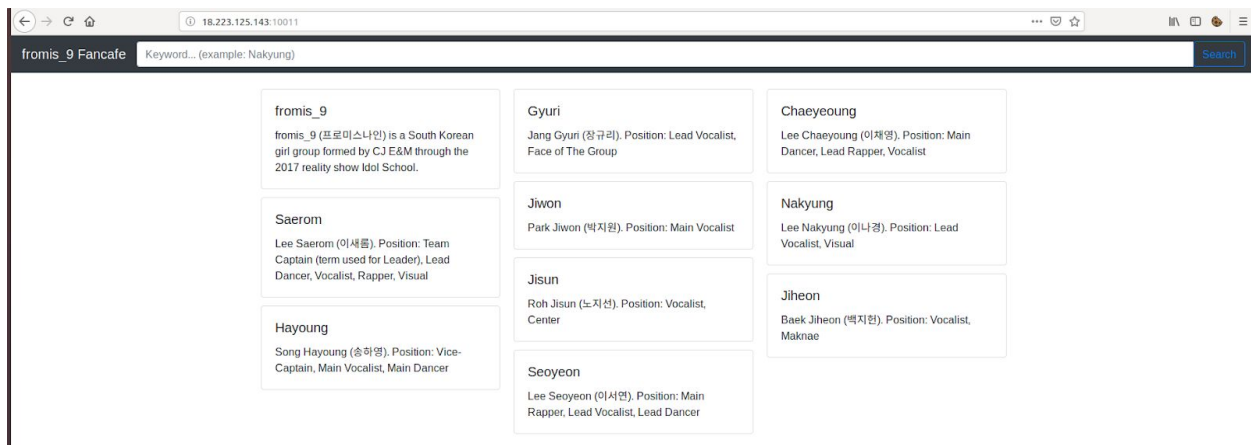 18.223.125.143:10011
fromis_9 Fancafe
Keyword... (example: Nakyung)
Search
fromis_9
fromis_9 (프로미스나인) is a South Korean
girl group formed by CJ E&M through the
2017 reality show Idol School.
Saerom
Lee Saerom (이새롬). Position: Team
Captain (term used for Leader), Lead
Dancer, Vocalist, Rapper, Visual
Hayoung
Song Hayoung (송하영). Position: Vice-
Captain, Main Vocalist, Main Dancer
Gyuri
Jang Gyuri (장규리). Position: Lead Vocalist,
Face of The Group
Jiwon
Park Jiwon (박지원). Position: Main Vocalist
Jisun
Roh Jisun (노지선). Position: Vocalist,
Center
Seoyeon
Lee Seoyeon (이서연). Position: Main
Rapper, Lead Vocalist, Lead Dancer
Chaeyeoung
Lee Chaeyoung (이채영). Position: Main
Dancer, Lead Rapper, Vocalist
Nakyung
Lee Nakyung (이나경). Position: Lead
Vocalist, Visual
Jiheon
Baek Jiheon (백지헌). Position: Vocalist,
Maknae